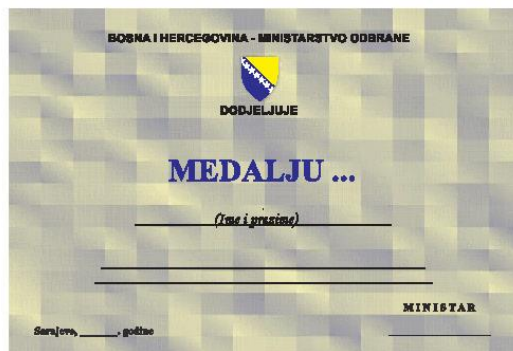 BOSNA I HERCEGOVINA - MINISTARSTVO ODBRANE
DODJELJUJE
MEDALJU ...
(Ime i prezime)
MINISTAR
Sarajevo, ______. godine